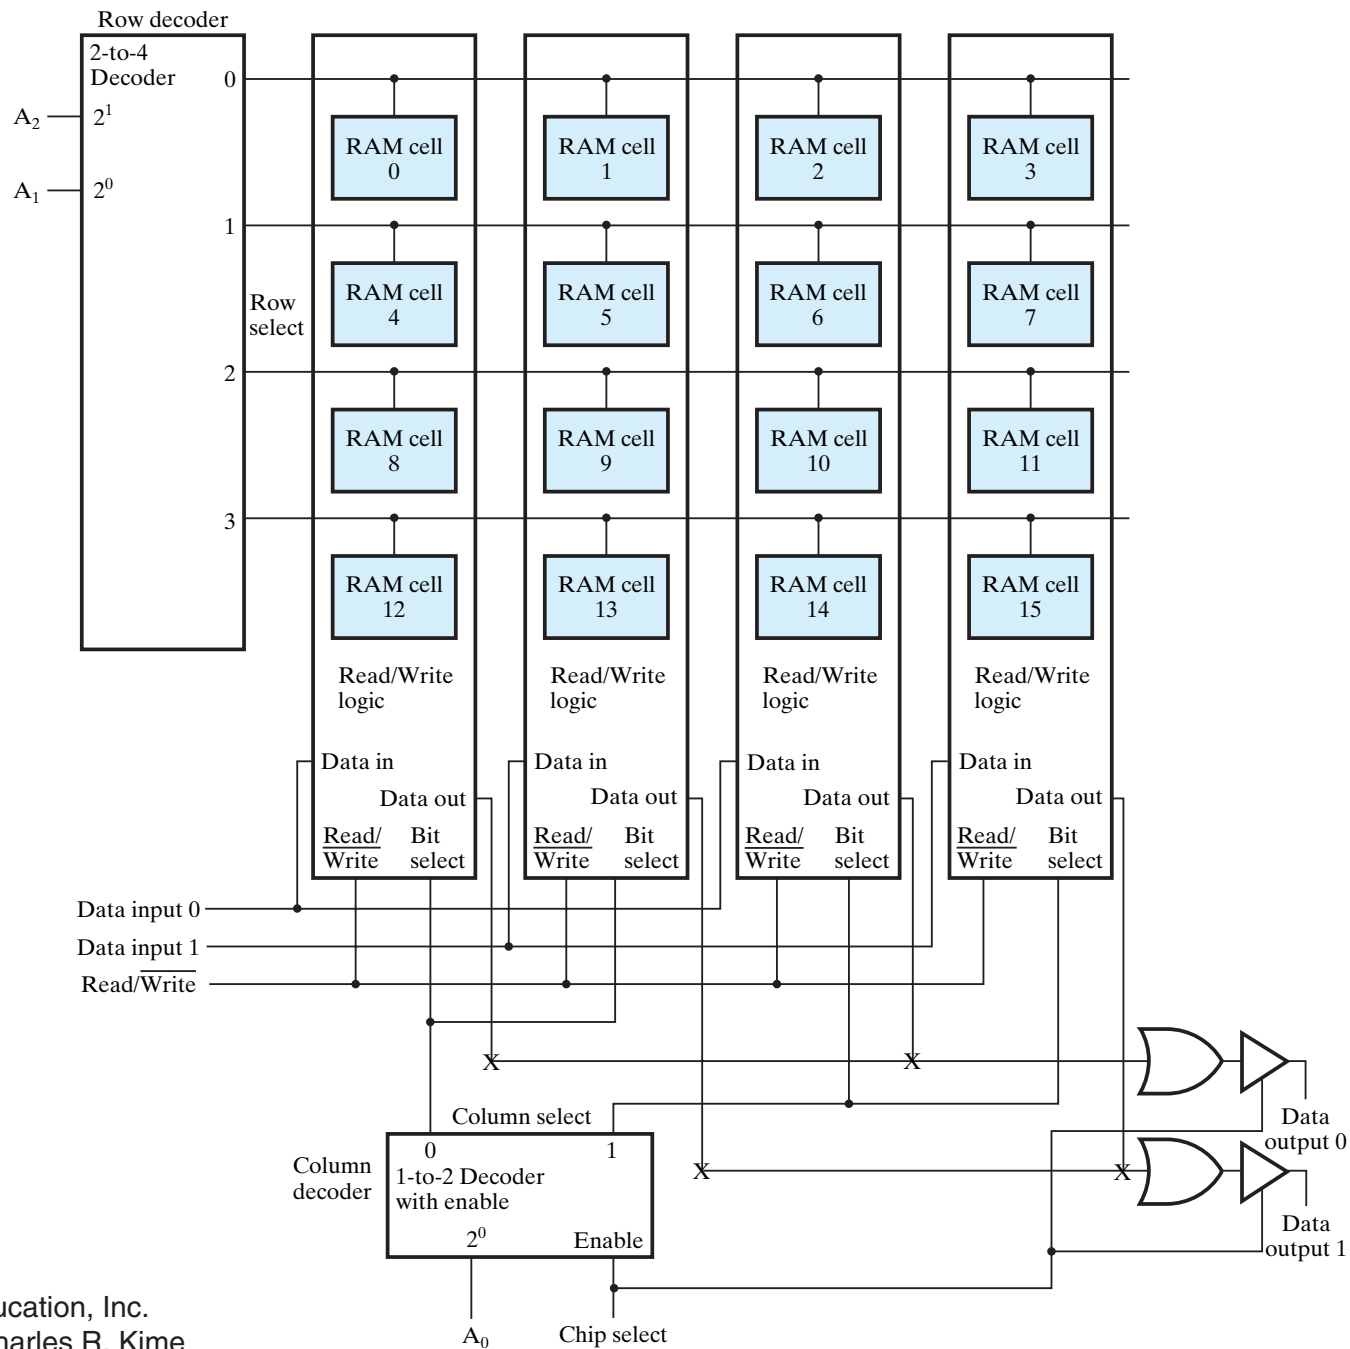 Row decoder
2-to-4
Decoder
0
A2
2^1
A1
2^0
1
Row
select
2
3
RAM cell
0
RAM cell
1
RAM cell
2
RAM cell
3
RAM cell
4
RAM cell
5
RAM cell
6
RAM cell
7
RAM cell
8
RAM cell
9
RAM cell
10
RAM cell
11
RAM cell
12
RAM cell
13
RAM cell
14
RAM cell
15
Read/Write
logic
Read/Write
logic
Read/Write
logic
Read/Write
logic
Data in
Data in
Data in
Data in
Data out
Data out
Data out
Data out
Read/
Write
Bit
select
Read/
Write
Bit
select
Read/
Write
Bit
select
Read/
Write
Bit
select
Data input 0
Data input 1
Read/Write
X
X
Column select
Data
output 0
0
1
Column
decoder
1-to-2 Decoder
with enable
X
X
2^0
Enable
Data
output 1
A0
Chip select
ucation, Inc.
harles R. Kime